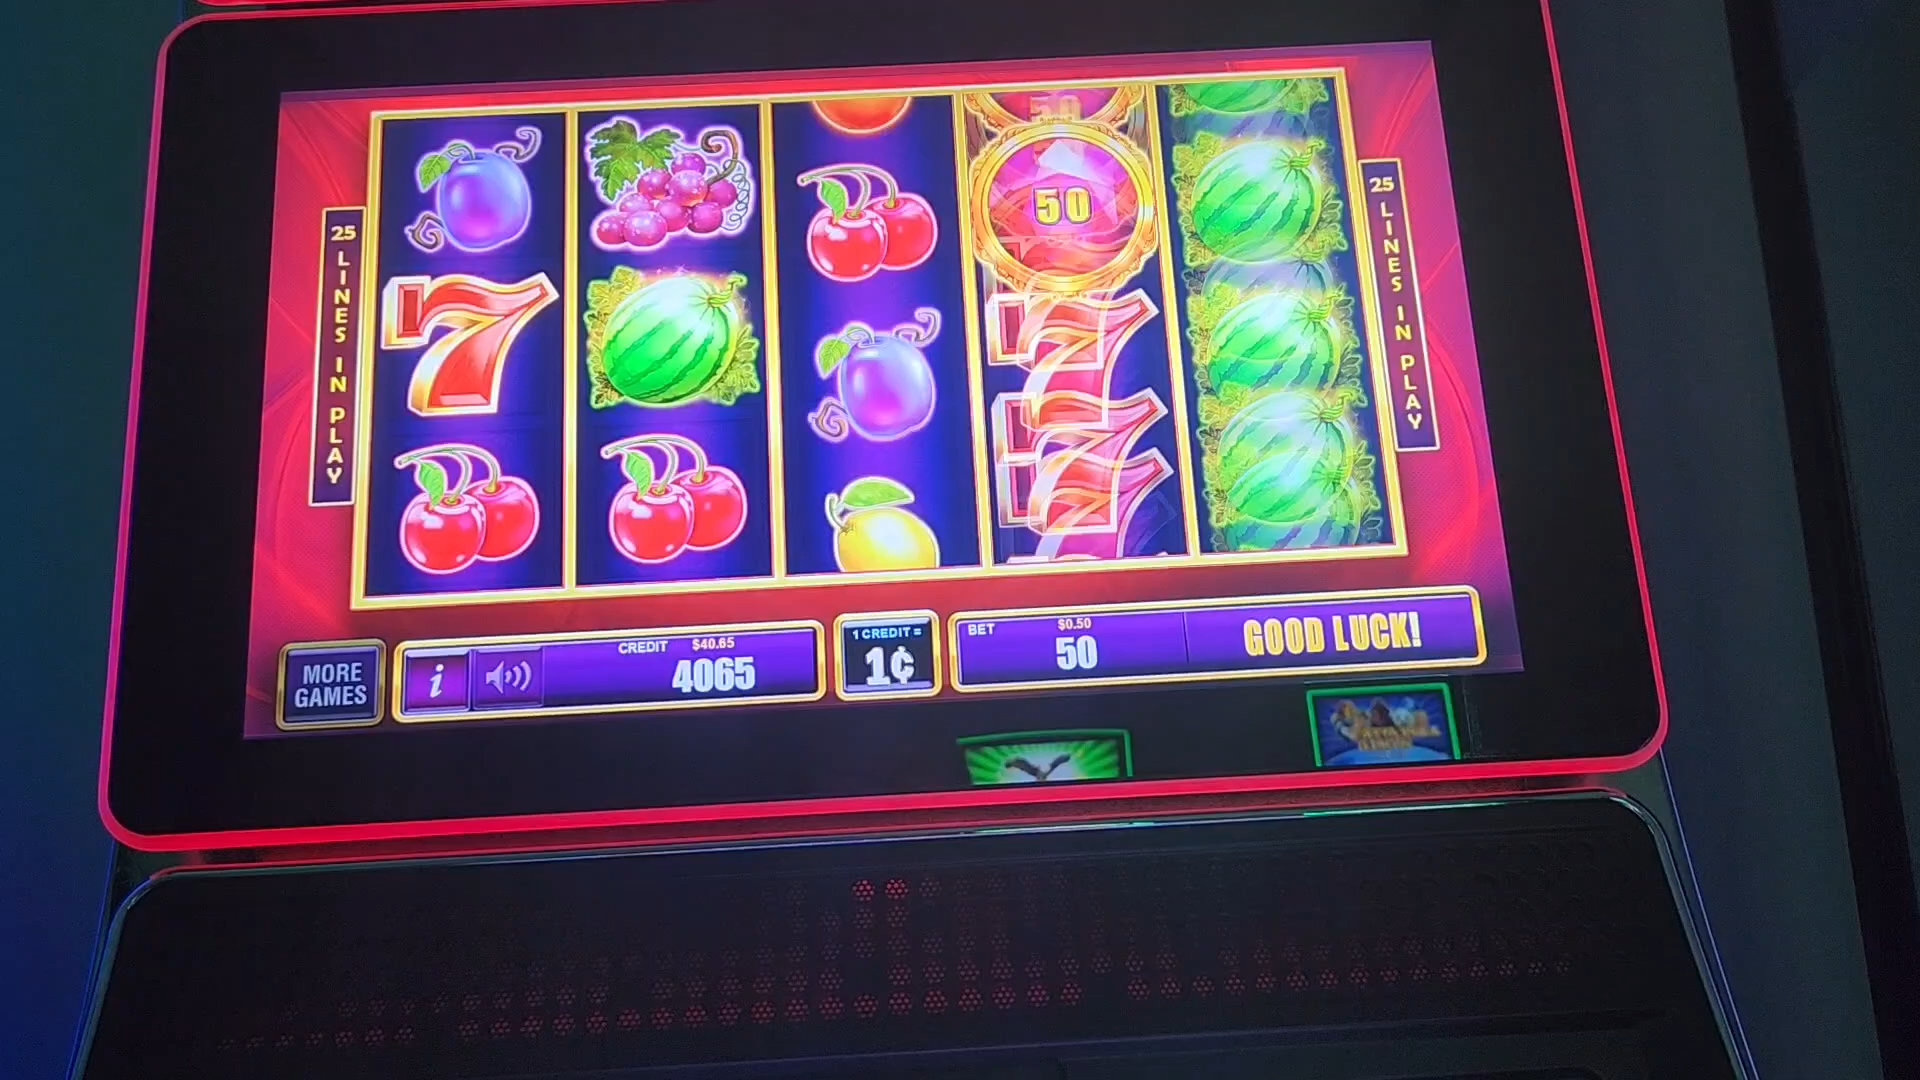 50
50
25 LINES IN PLAY
25 LINES IN PLAY
MORE GAMES
i
CREDIT $40.65
4065
1 CREDIT =
1¢
BET $0.50
50
GOOD LUCK!